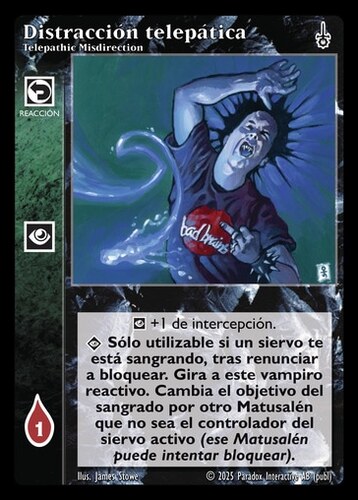 Distracción telepática
Telepathic Misdirection
REACCIÓN
bad brains
+1 de intercepción.
Sólo utilizable si un siervo te
está sangrando, tras renunciar
a bloquear. Gira a este vampiro
reactivo. Cambia el objetivo del
sangrado por otro Matusalén
que no sea el controlador del
siervo activo (ese Matusalén
puede intentar bloquear).
1
Ilus. James Stowe
© 2025 Paradox Interactive AB (publ)